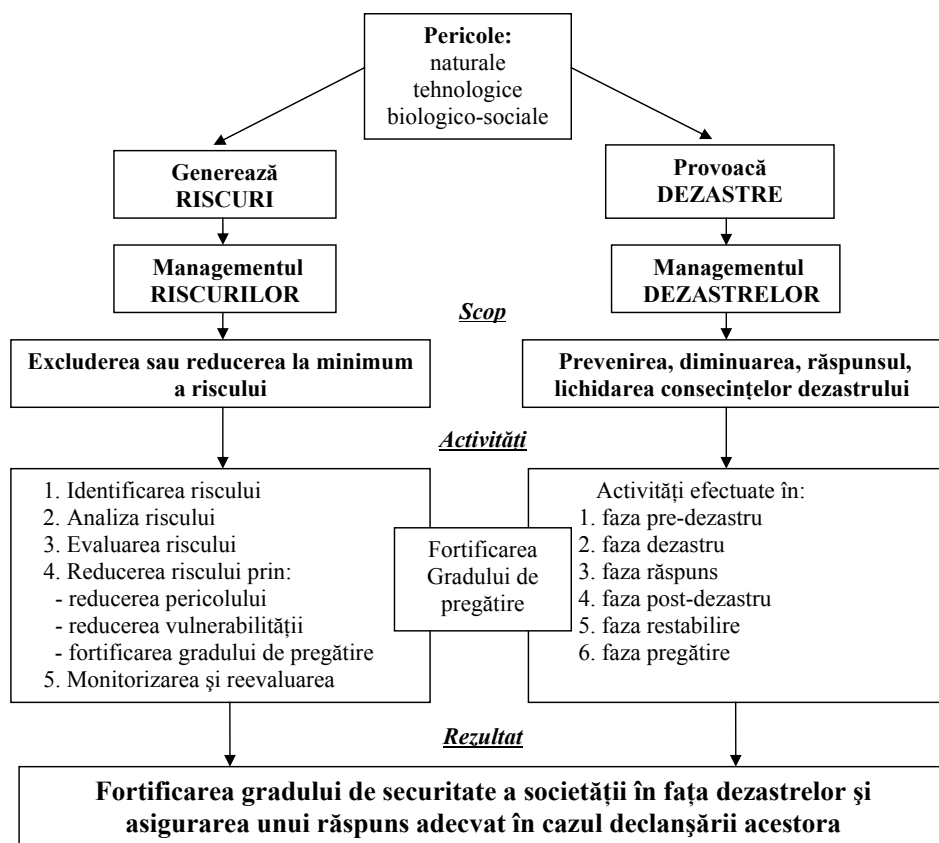 Pericole:
naturale
tehnologice
biologico-sociale
Generează
RISCURI
Provoacă
DEZASTRE
Managementul
RISCURILOR
Managementul
DEZASTRELOR
Scop
Excluderea sau reducerea la minimum
a riscului
Prevenirea, diminuarea, răspunsul,
lichidarea consecințelor dezastrului
Activități
1. Identificarea riscului
2. Analiza riscului
3. Evaluarea riscului
4. Reducerea riscului prin:
- reducerea pericolului
- reducerea vulnerabilității
- fortificarea gradului de pregătire
5. Monitorizarea şi reevaluarea
Fortificarea
Gradului de
pregătire
Activități efectuate în:
1. faza pre-dezastru
2. faza dezastru
3. faza răspuns
4. faza post-dezastru
5. faza restabilire
6. faza pregătire
Rezultat
Fortificarea gradului de securitate a societății în fața dezastrelor şi
asigurarea unui răspuns adecvat în cazul declanşării acestora